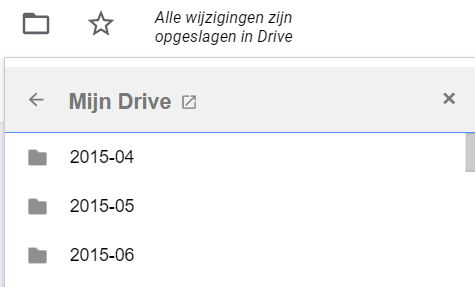 Alle wijzigingen zijn
opgeslagen in Drive
Mijn Drive
2015-04
2015-05
2015-06